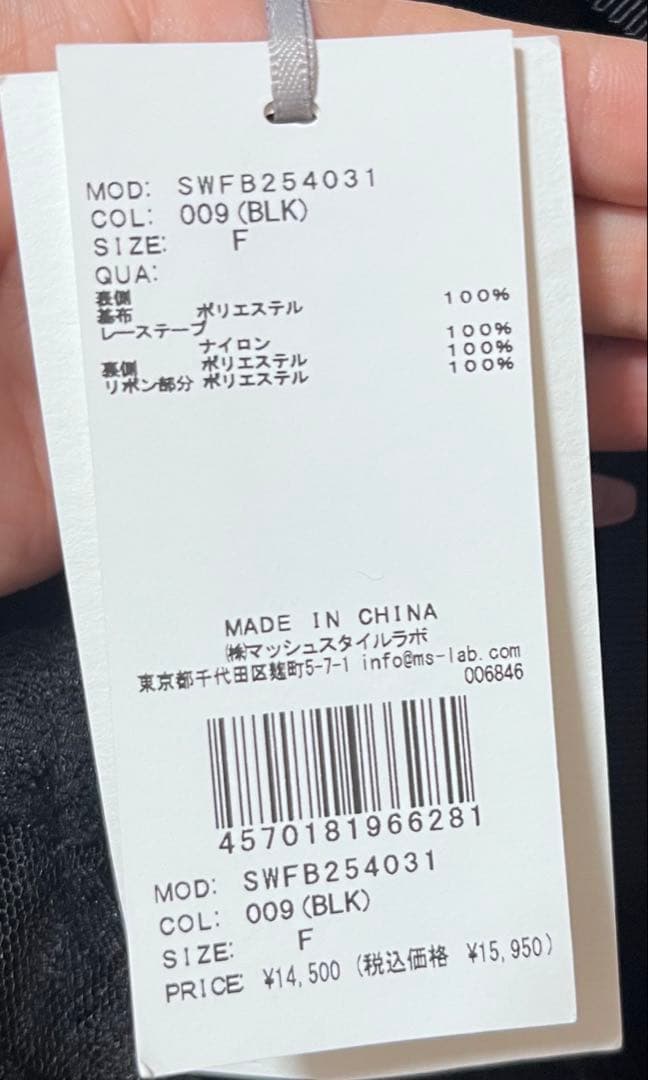 MOD: SWFB254031
COL: 009(BLK)
SIZE: F
QUA:
表側
基布 ポリエステル 100%
レーステープ
ナイロン 100%
裏側 ポリエステル 100%
リボン部分 ポリエステル 100%
MADE IN CHINA
㈱マッシュスタイルラボ
東京都千代田区麹町5-7-1 info@ms-lab.com
006846
4570181966281
MOD: SWFB254031
COL: 009(BLK)
SIZE: F
PRICE: ¥14,500 (税込価格 ¥15,950)